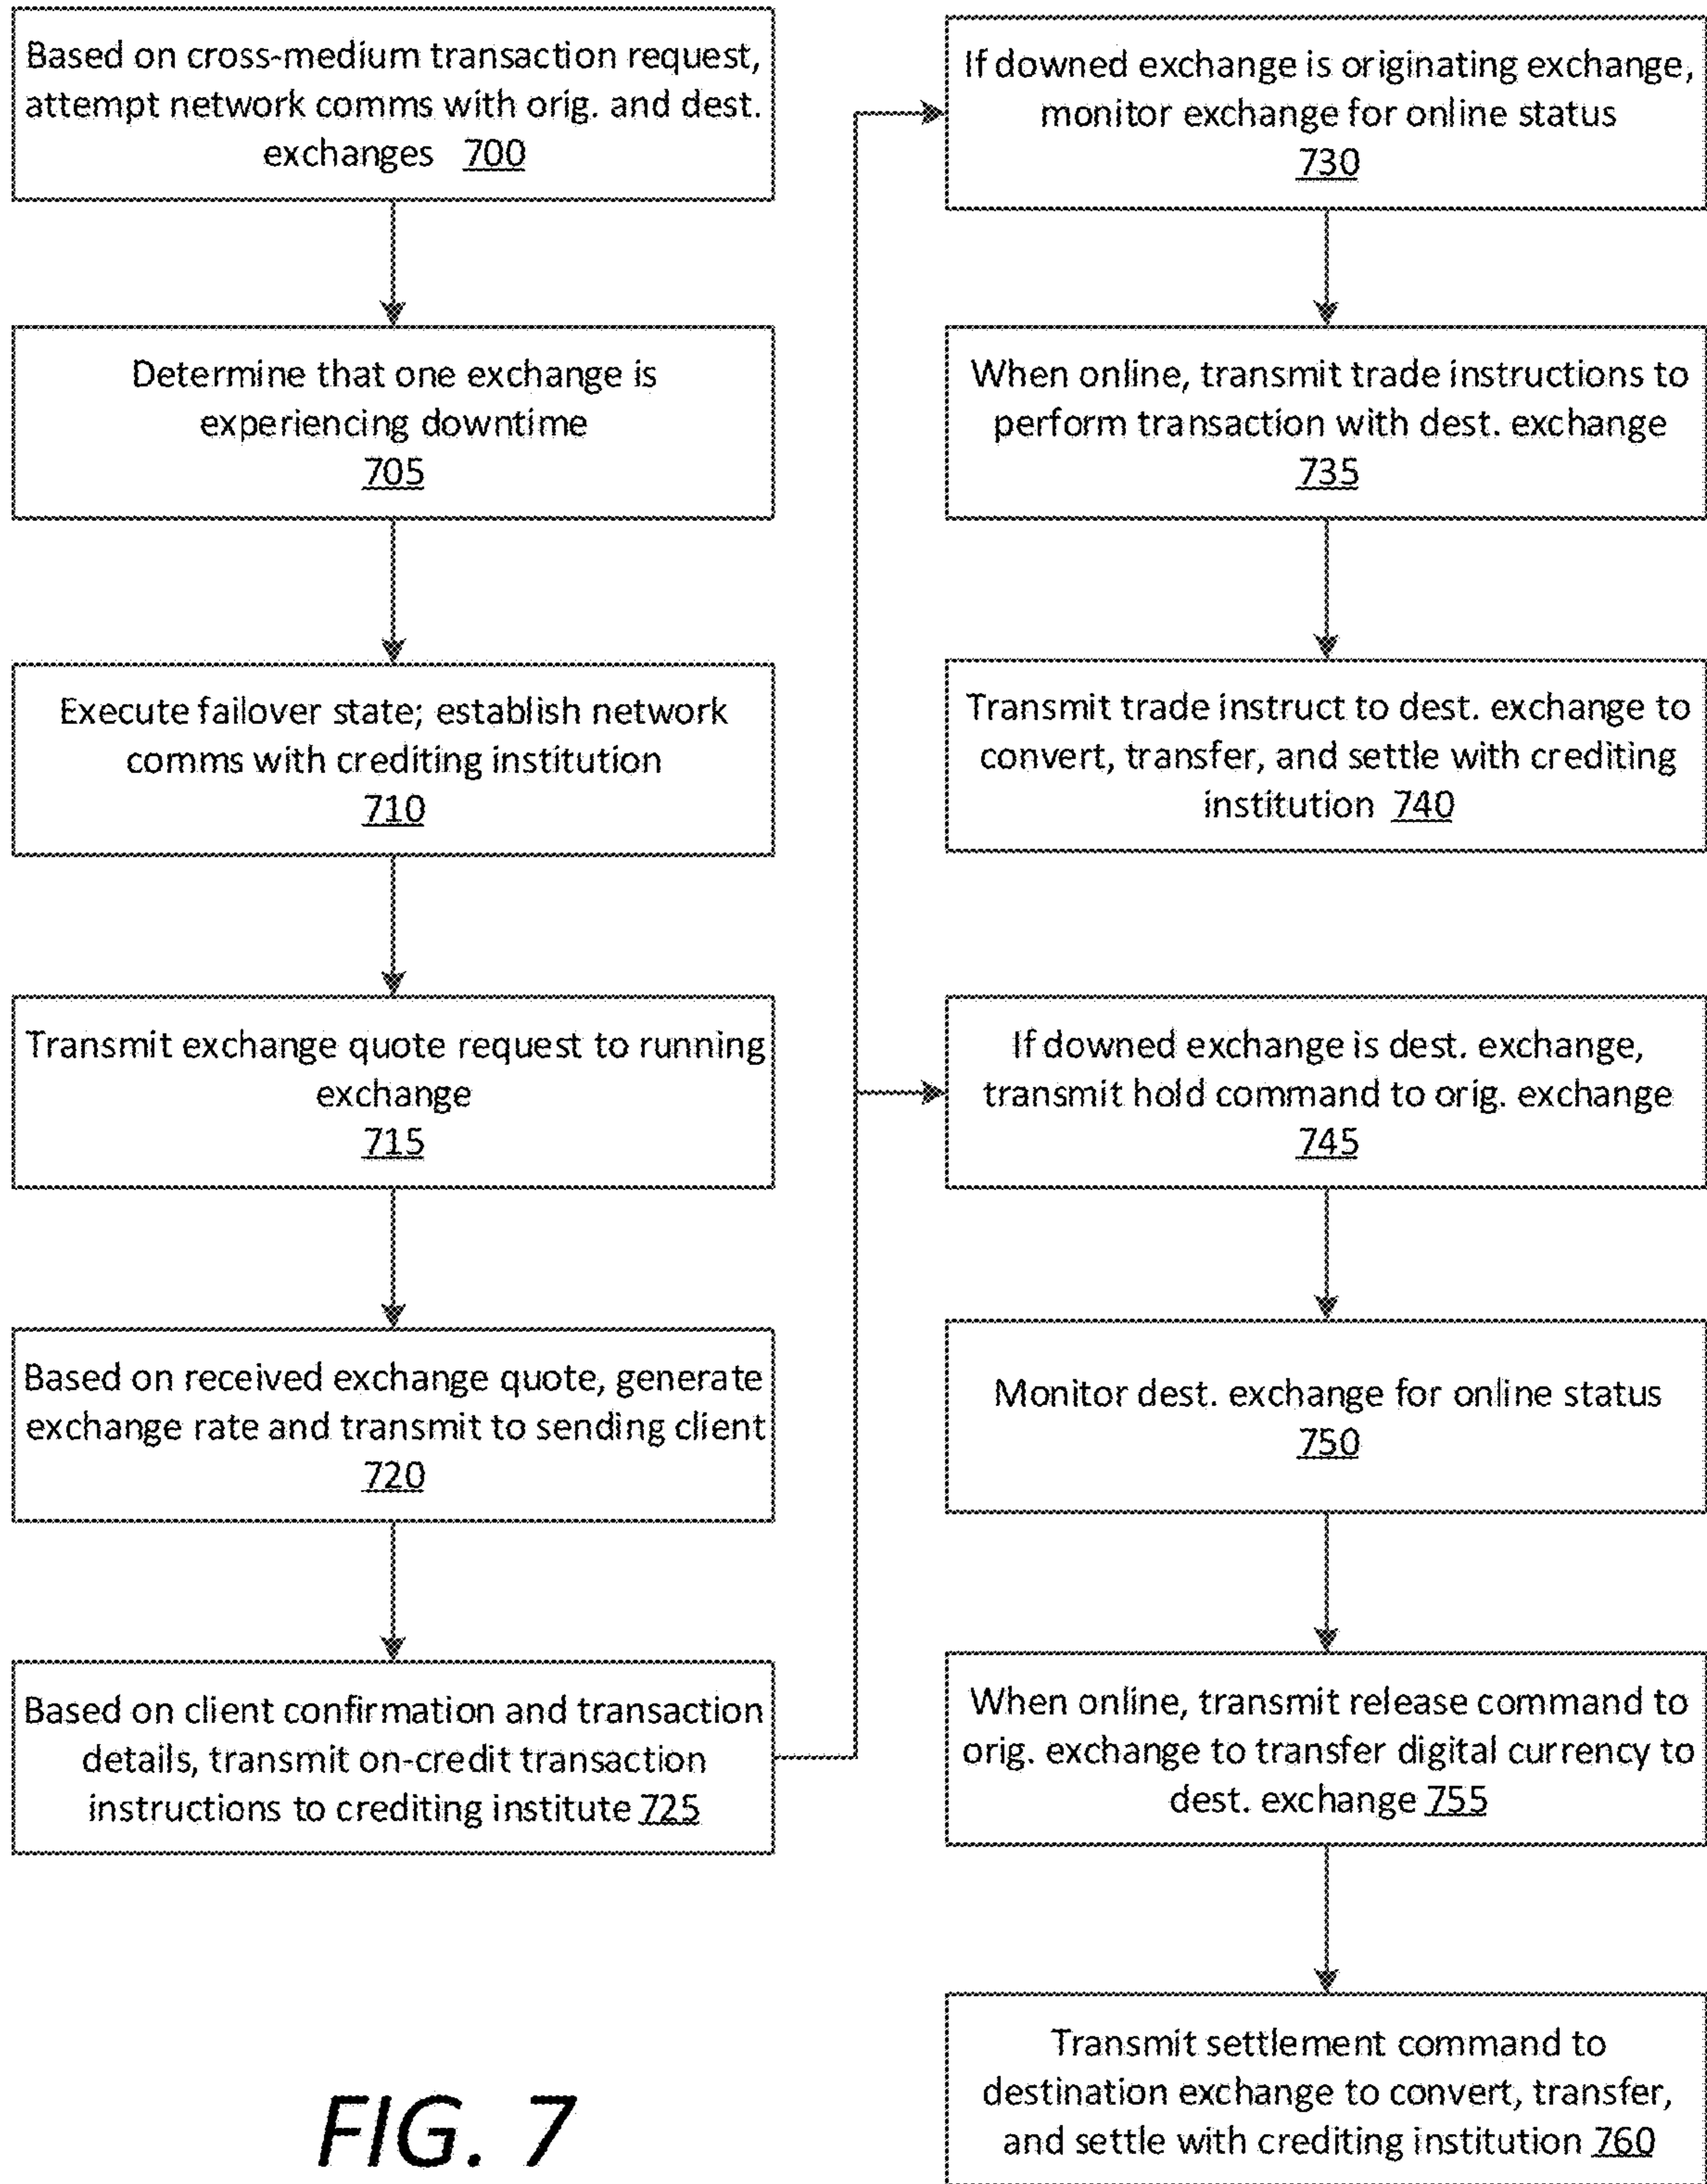 Based on cross-medium transaction request,
attempt network comms with orig. and dest.
exchanges 700
Determine that one exchange is
experiencing downtime
705
Execute failover state; establish network
comms with crediting institution
710
Transmit exchange quote request to running
exchange
715
Based on received exchange quote, generate
exchange rate and transmit to sending client
720
Based on client confirmation and transaction
details, transmit on-credit transaction
instructions to crediting institute 725
If downed exchange is originating exchange,
monitor exchange for online status
730
When online, transmit trade instructions to
perform transaction with dest. exchange
735
Transmit trade instruct to dest. exchange to
convert, transfer, and settle with crediting
institution 740
If downed exchange is dest. exchange,
transmit hold command to orig. exchange
745
Monitor dest. exchange for online status
750
When online, transmit release command to
orig. exchange to transfer digital currency to
dest. exchange 755
Transmit settlement command to
destination exchange to convert, transfer,
and settle with crediting institution 760
FIG. 7